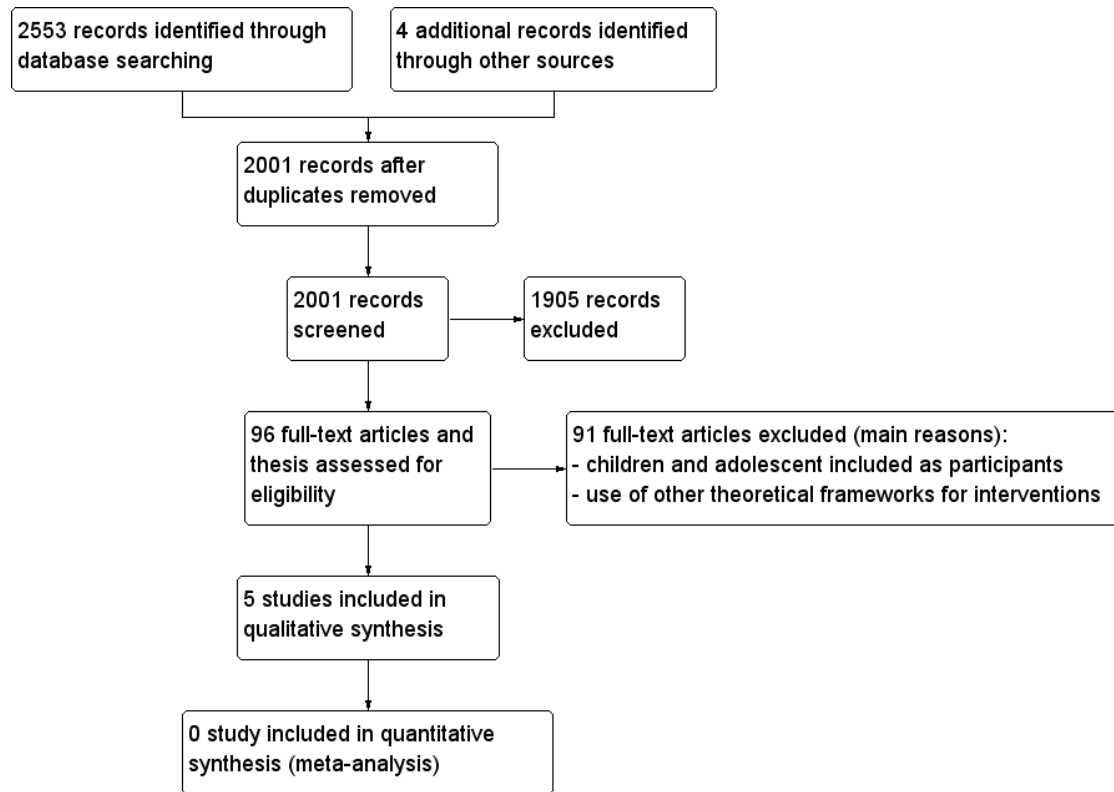 2553 records identified through
database searching
4 additional records identified
through other sources
2001 records after
duplicates removed
2001 records
screened
1905 records
excluded
96 full-text articles and
thesis assessed for
eligibility
91 full-text articles excluded (main reasons):
- children and adolescent included as participants
- use of other theoretical frameworks for interventions
5 studies included in
qualitative synthesis
0 study included in quantitative
synthesis (meta-analysis)